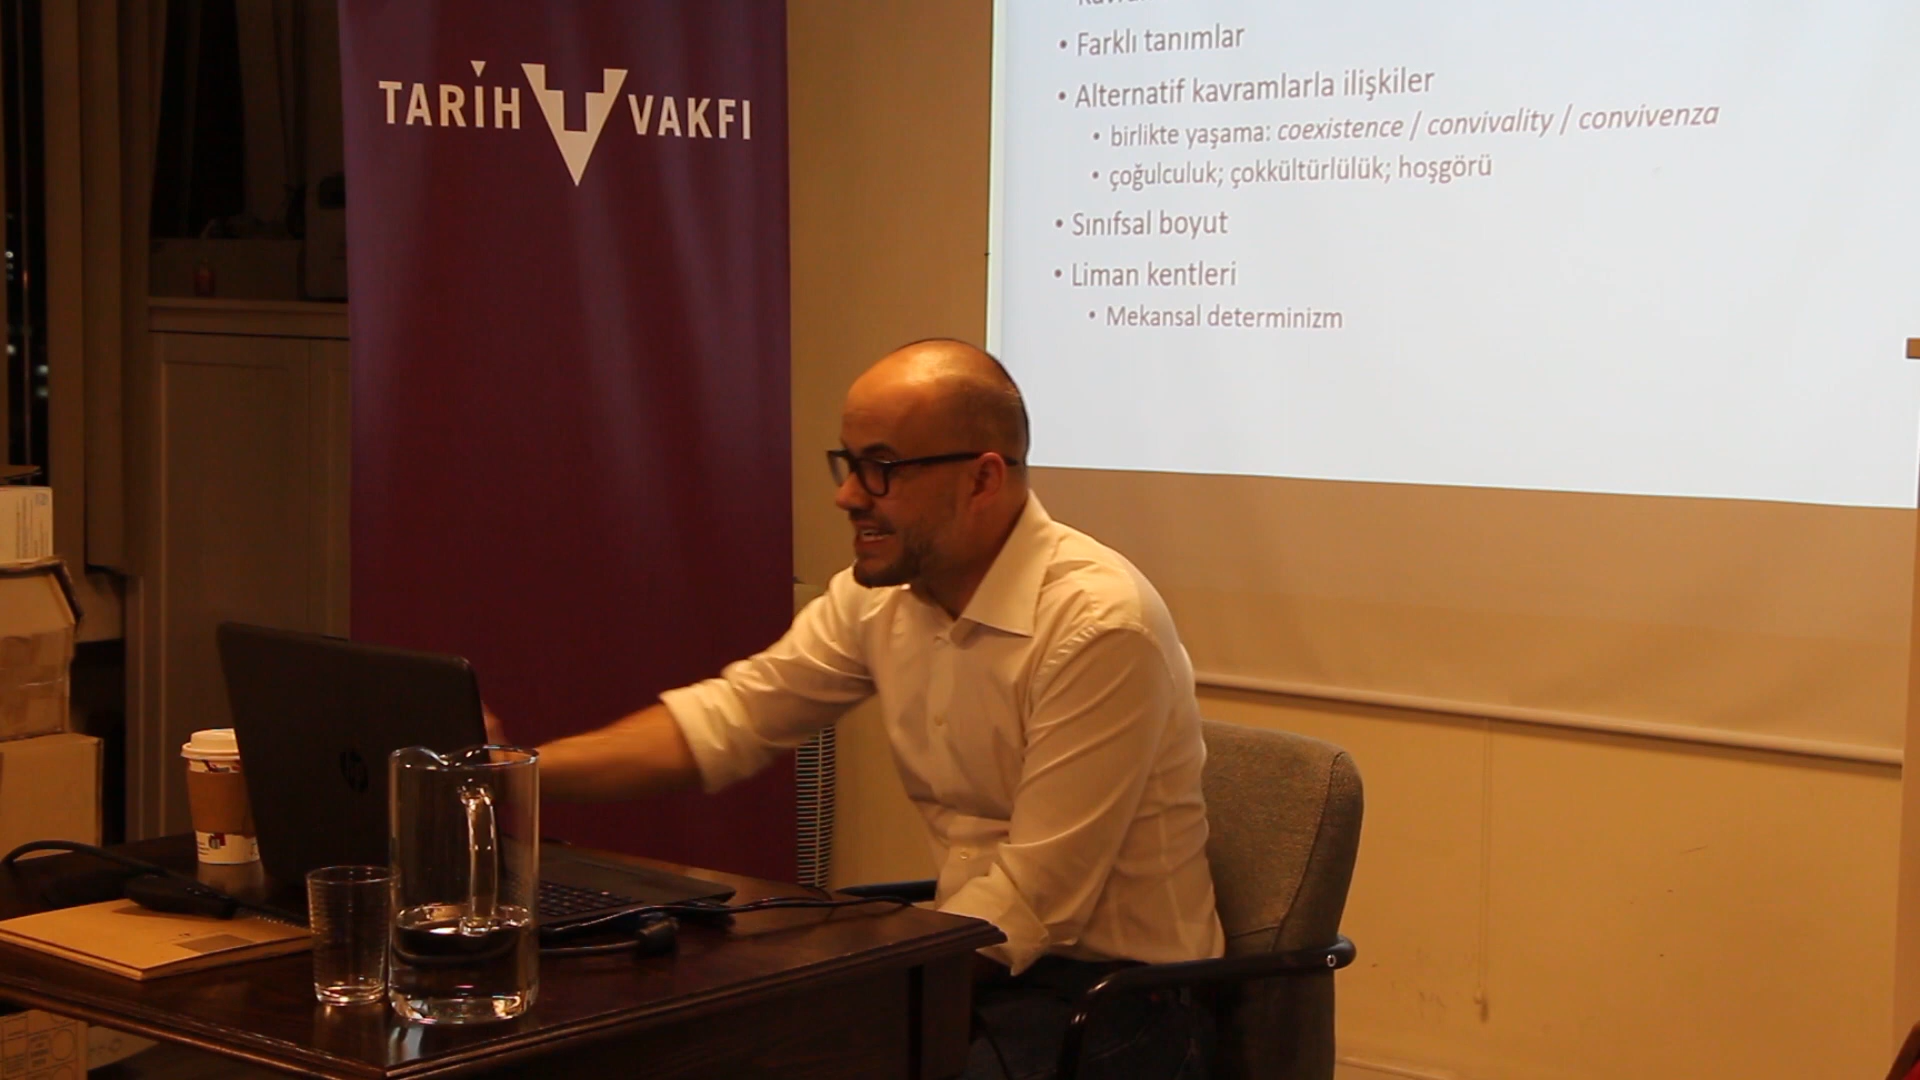 TARİH VAKFI
• Farklı tanımlar
• Alternatif kavramlarla ilişkiler
• birlikte yaşama: coexistence / convivality / convivenza
• çoğulculuk; çokkültürlülük; hoşgörü
• Sınıfsal boyut
• Liman kentleri
• Mekansal determinizm
hp